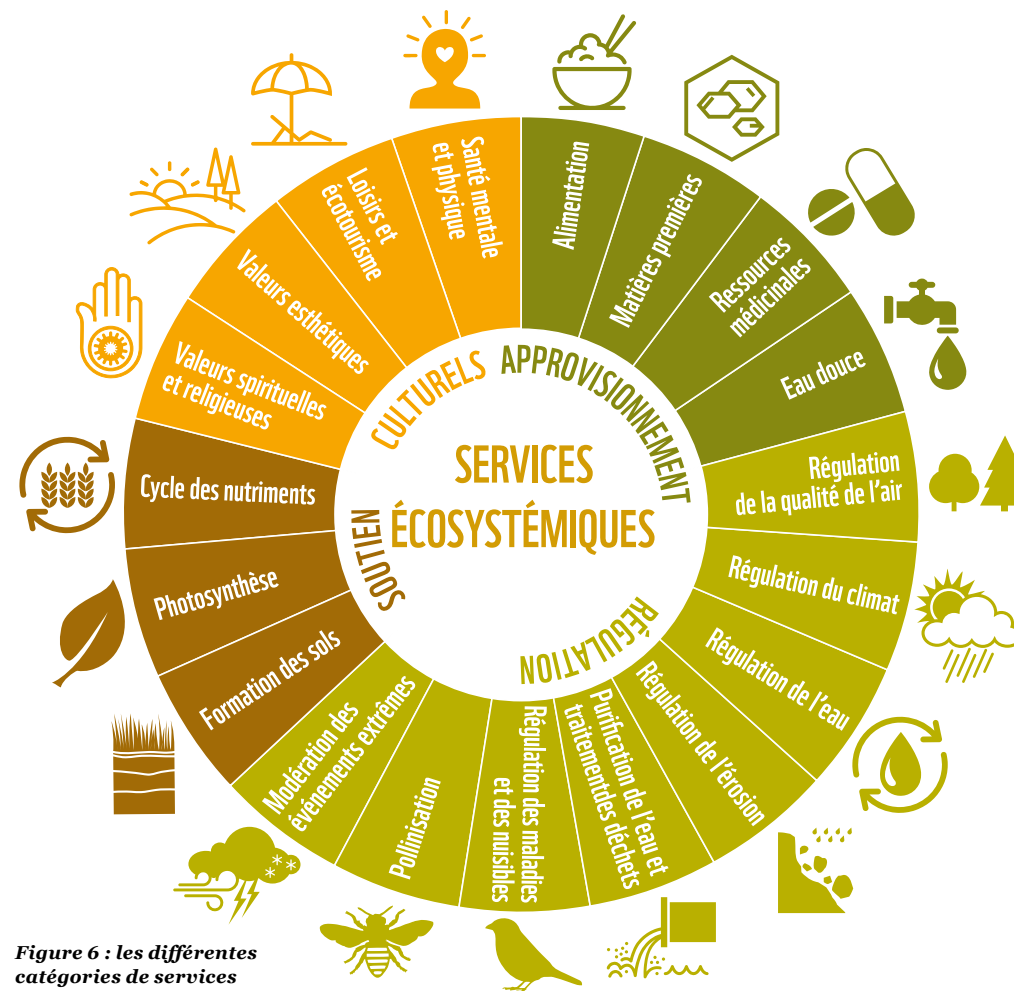 SERVICES
ÉCOSYSTÉMIQUES
APPROVISIONNEMENT
Alimentation
Matières premières
Ressources
médicinales
Eau douce
RÉGULATION
Régulation
de la qualité de l'air
Régulation du climat
Régulation de l'eau
Régulation de l'érosion
Purification de l'eau et
traitementdes déchets
Régulation des maladies
et des nuisibles
Pollinisation
Modération des
événements extrêmes
SOUTIEN
Formation des sols
Photosynthèse
Cycle des nutriments
CULTURELS
Valeurs spirituelles
et religieuses
Valeurs esthétiques
Loisirs et
écotourisme
Santé mentale
et physique
Figure 6 : les différentes
catégories de services